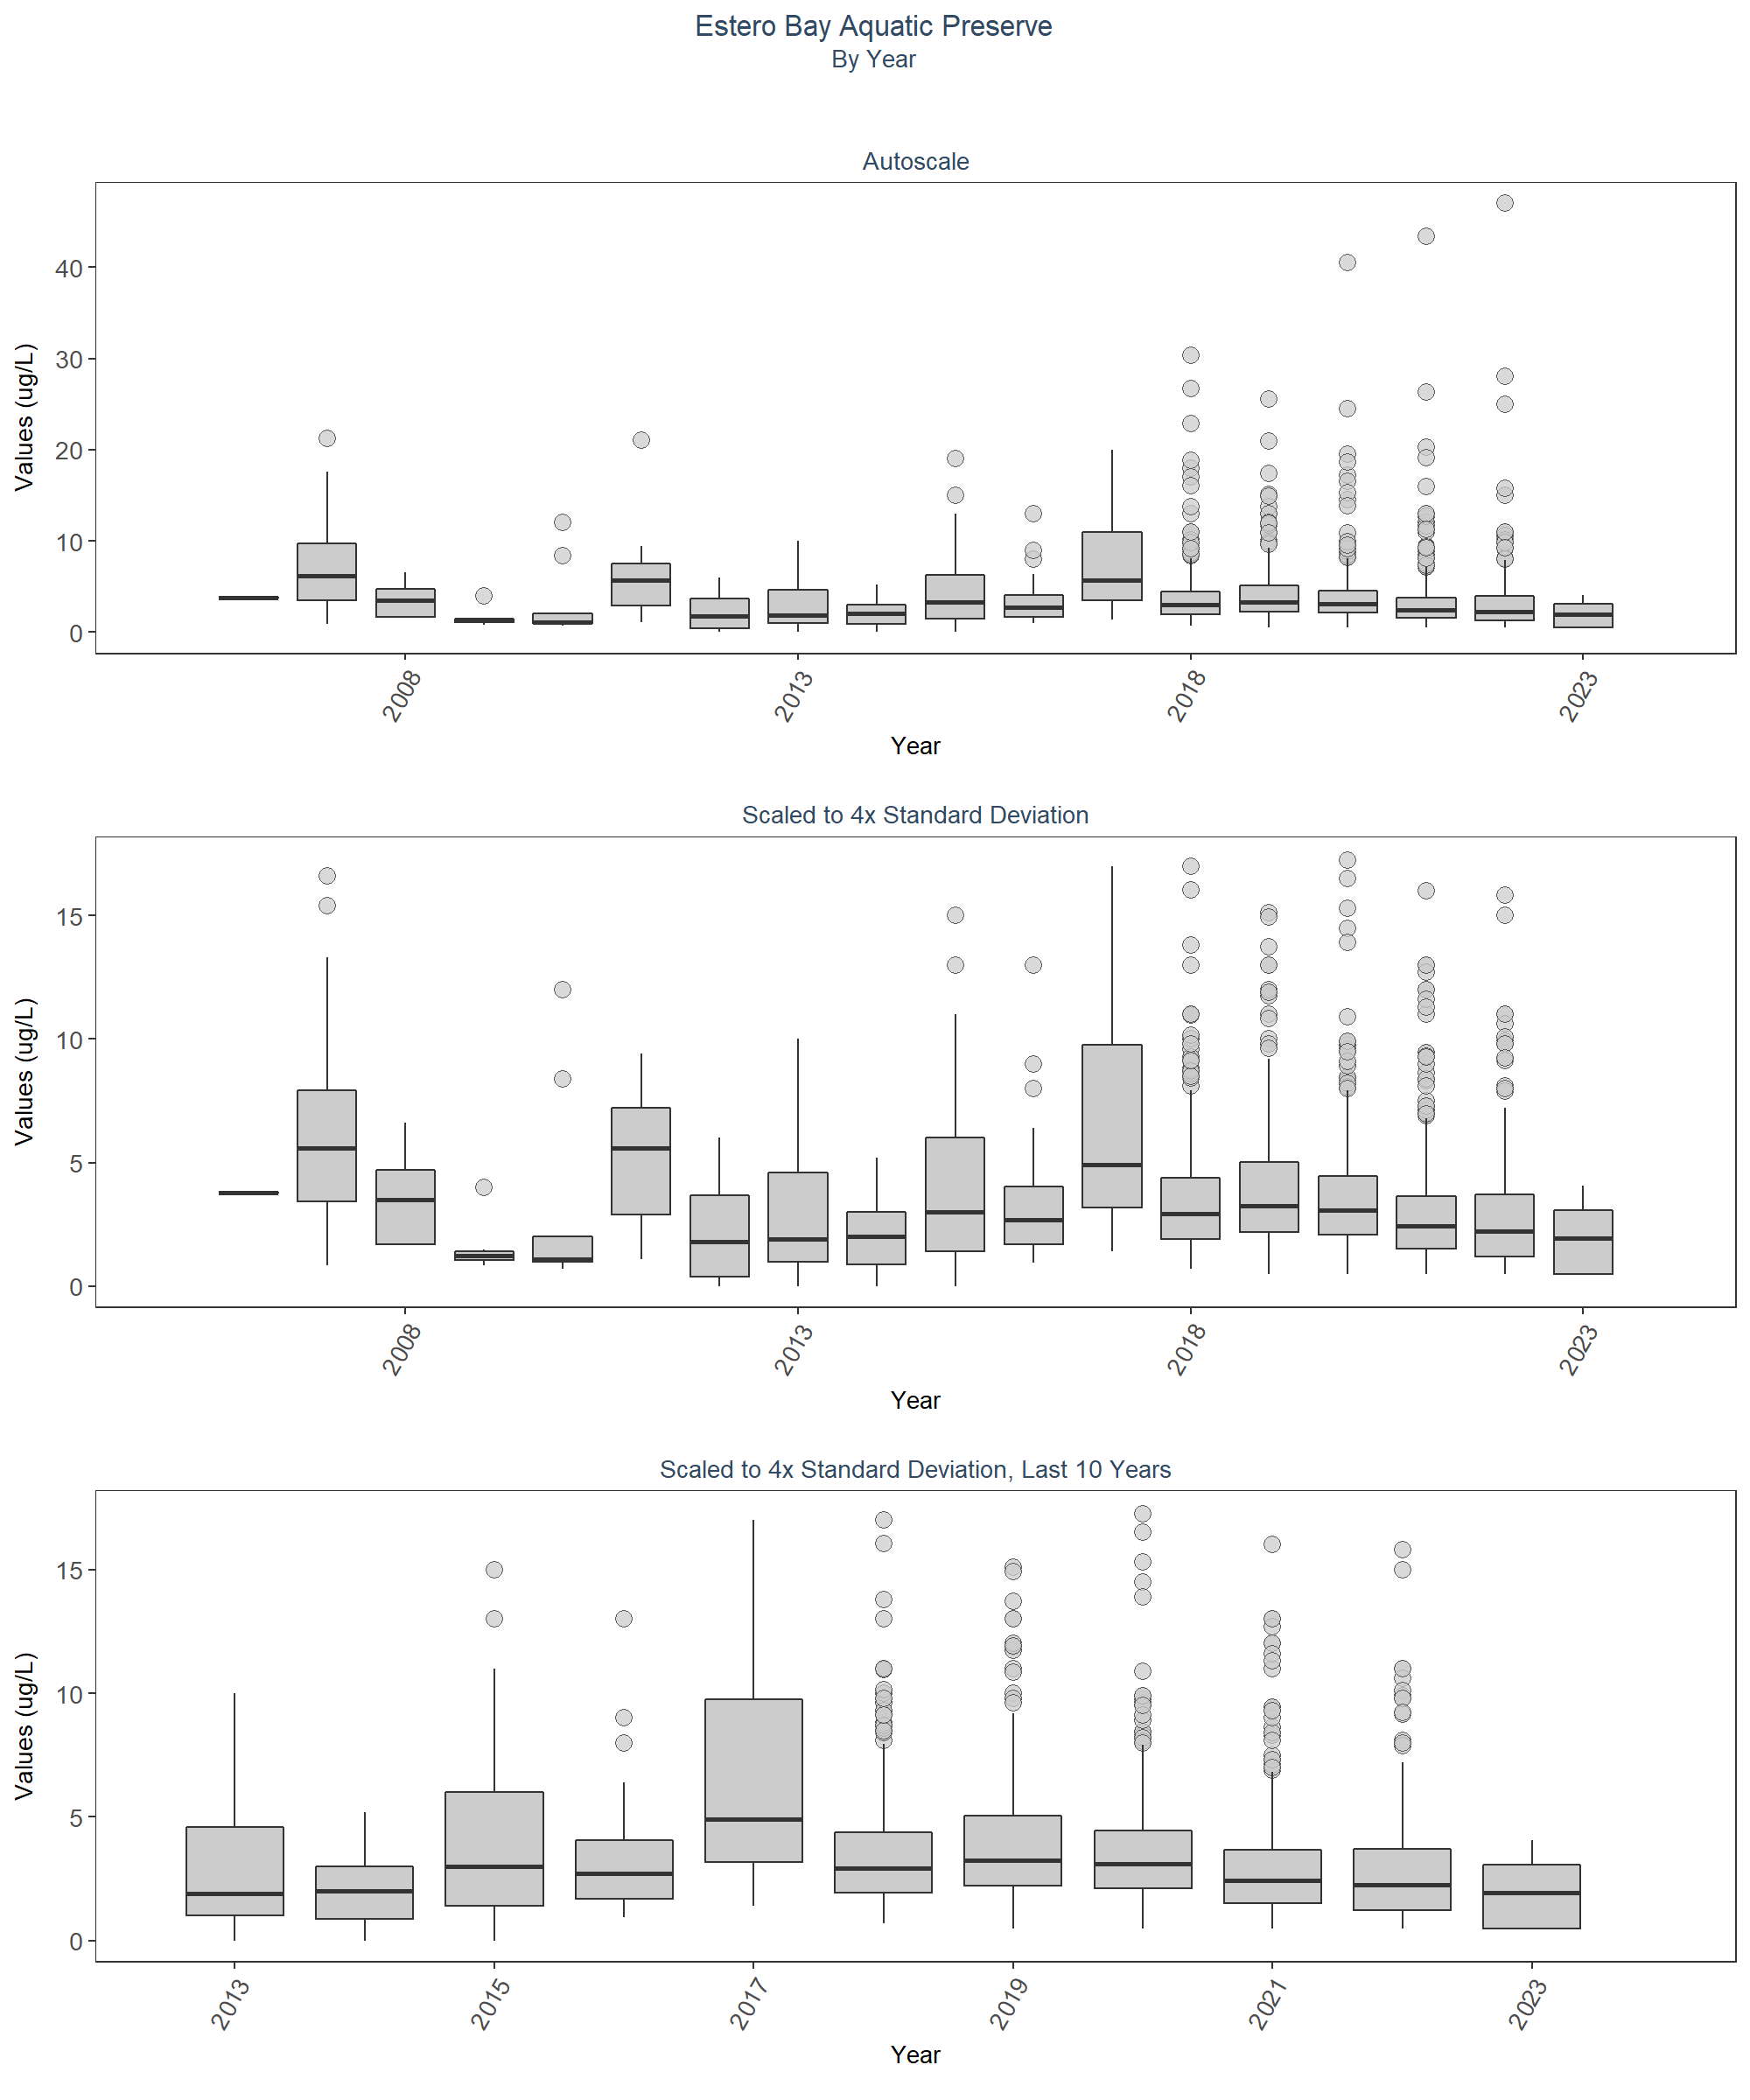 Estero Bay Aquatic Preserve
By Year
Autoscale
Values (ug/L)
40
30
20
10
0
2008
2013
2018
2023
Year
Scaled to 4x Standard Deviation
Values (ug/L)
15
10
5
0
2008
2013
2018
2023
Year
Scaled to 4x Standard Deviation, Last 10 Years
Values (ug/L)
15
10
5
0
2013
2015
2017
2019
2021
2023
Year